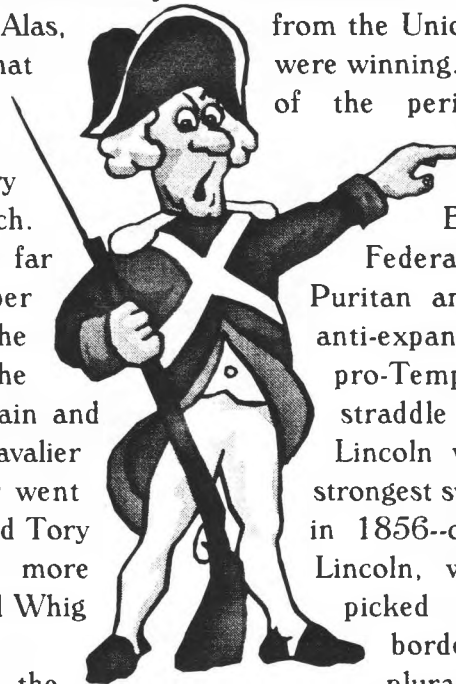 Alas,
hat
ry
ch.
far
per
he
he
ain and
avalier
went
d Tory
more
l Whig
the
from the Unio
were winning.
of the peri
E
Federa
Puritan an
anti-expan
pro-Temp
straddle
Lincoln v
strongest s
in 1856--c
Lincoln, w
picked
borde
plura